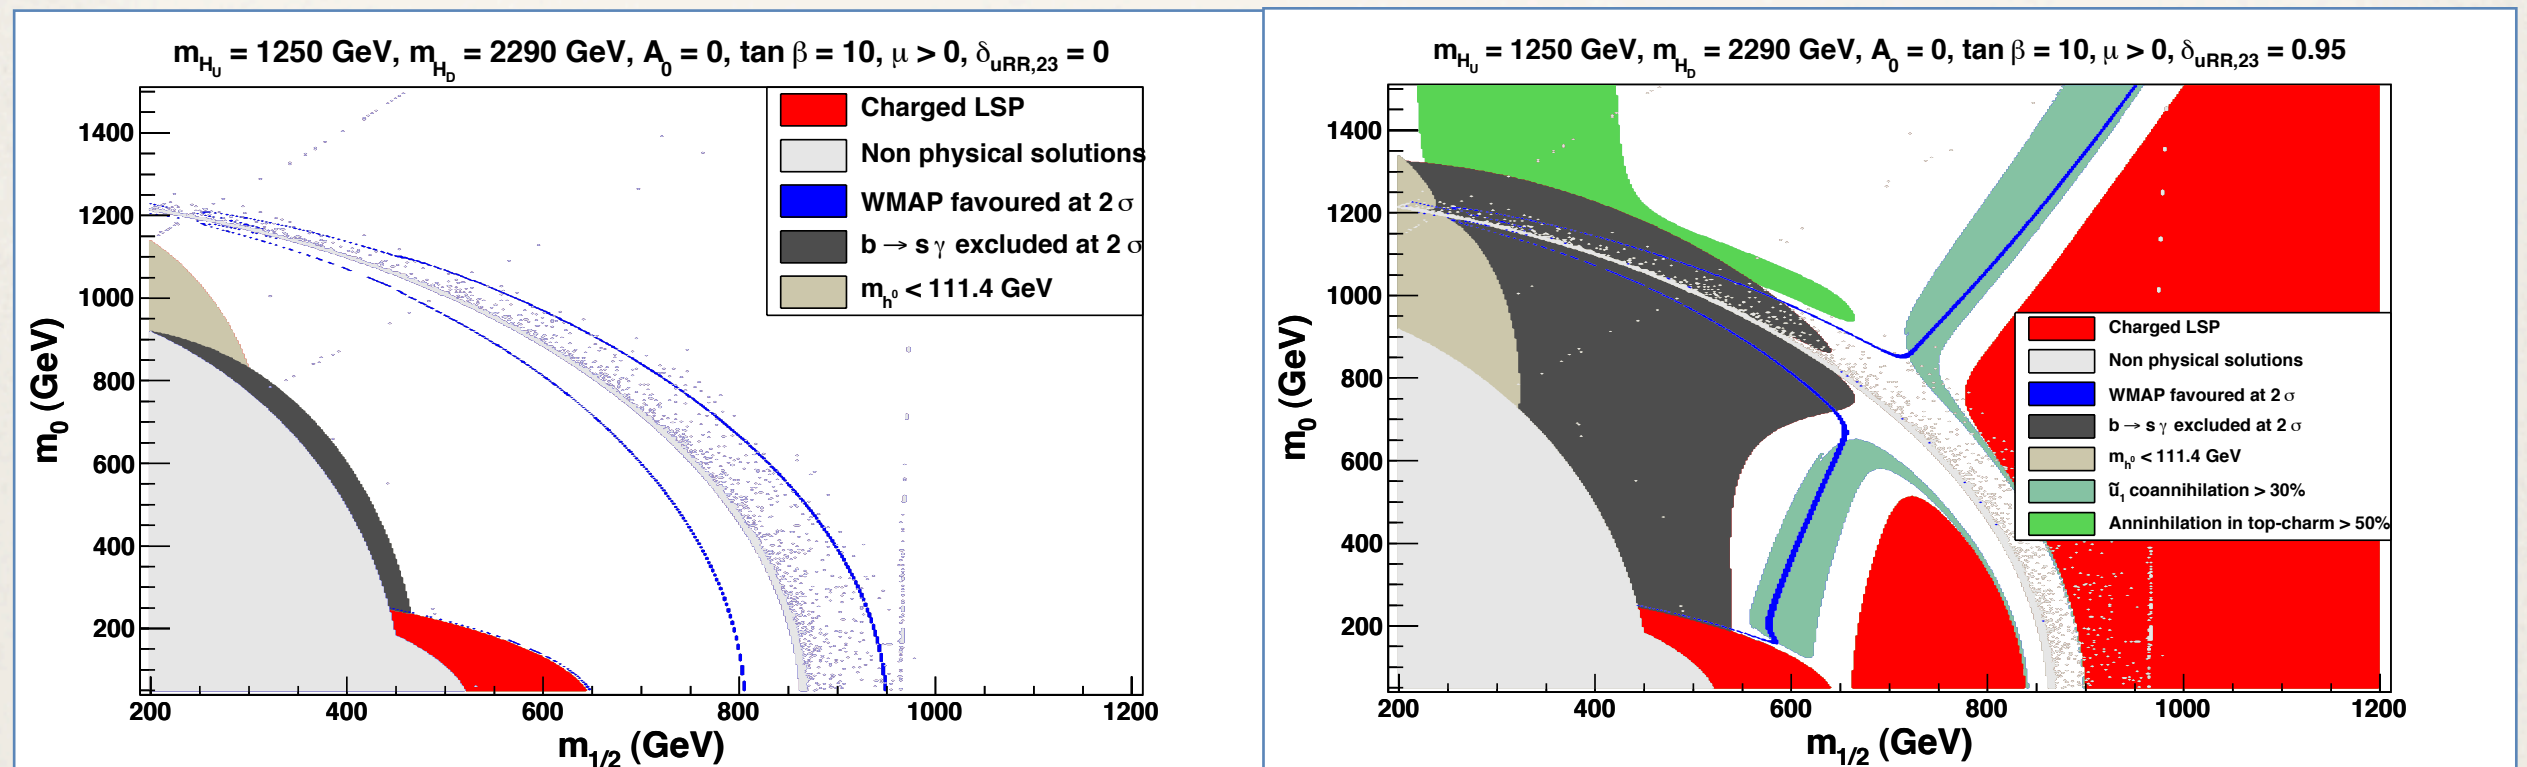 m_{H_U} = 1250 GeV, m_{H_D} = 2290 GeV, A_0 = 0, tan β = 10, μ > 0, δ_{uRR,23} = 0
Charged LSP
Non physical solutions
WMAP favoured at 2 σ
b → s γ excluded at 2 σ
m_{h^0} < 111.4 GeV
1400
1200
1000
800
600
400
200
m_0 (GeV)
200 400 600 800 1000 1200
m_{1/2} (GeV)
m_{H_U} = 1250 GeV, m_{H_D} = 2290 GeV, A_0 = 0, tan β = 10, μ > 0, δ_{uRR,23} = 0.95
1400
1200
1000
800
600
400
200
m_0 (GeV)
Charged LSP
Non physical solutions
WMAP favoured at 2 σ
b → s γ excluded at 2 σ
m_{h^0} < 111.4 GeV
ũ_1 coannihilation > 30%
Anninhilation in top-charm > 50%
200 400 600 800 1000 1200
m_{1/2} (GeV)